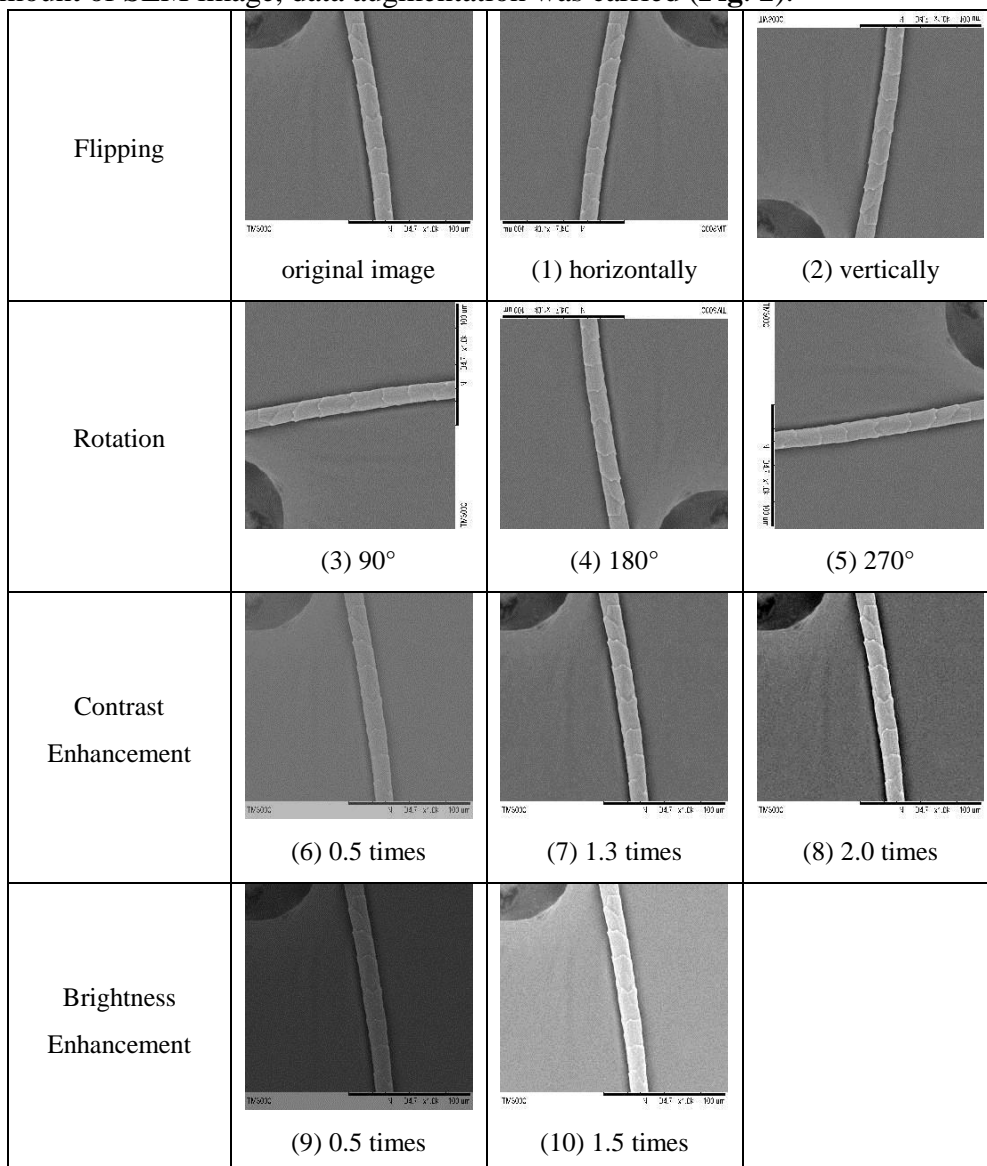 mount of SEM image, data augmentation was carried (Fig. 2).
Flipping
original image
(1) horizontally
(2) vertically
Rotation
(3) 90°
(4) 180°
(5) 270°
Contrast
Enhancement
(6) 0.5 times
(7) 1.3 times
(8) 2.0 times
Brightness
Enhancement
(9) 0.5 times
(10) 1.5 times